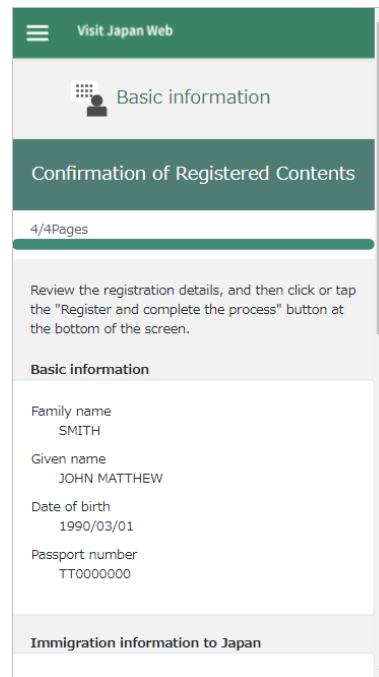 Visit Japan Web
Basic information
Confirmation of Registered Contents
4/4Pages
Review the registration details, and then click or tap
the "Register and complete the process" button at
the bottom of the screen.
Basic information
Family name
SMITH
Given name
JOHN MATTHEW
Date of birth
1990/03/01
Passport number
TT0000000
Immigration information to Japan